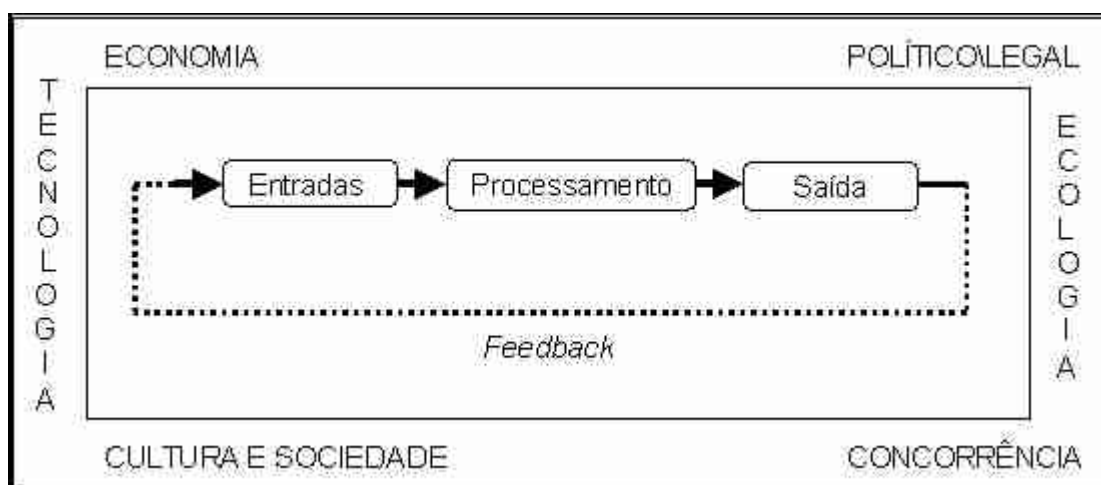 ECONOMIA
POLÍTICO\LEGAL
TECNOLOGIA
ECOLOGIA
Entradas
Processamento
Saída
Feedback
CULTURA E SOCIEDADE
CONCORRÊNCIA